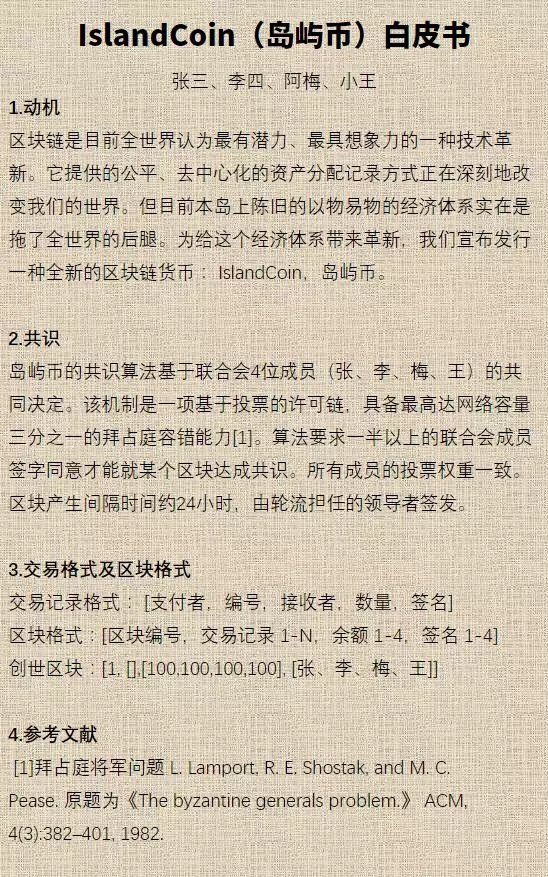 IslandCoin（岛屿币）白皮书
张三、李四、阿梅、小王
1.动机
区块链是目前全世界认为最有潜力、最具想象力的一种技术革
新。它提供的公平、去中心化的资产分配记录方式正在深刻地改
变我们的世界。但目前本岛上陈旧的以物易物的经济体系实在是
拖了全世界的后腿。为给这个经济体系带来革新，我们宣布发行
一种全新的区块链货币：IslandCoin，岛屿币。
2.共识
岛屿币的共识算法基于联合会4位成员（张、李、梅、王）的共
同决定。该机制是一项基于投票的许可链，具备最高达网络容量
三分之一的拜占庭容错能力[1]。算法要求一半以上的联合会成员
签字同意才能就某个区块达成共识。所有成员的投票权重一致。
区块产生间隔时间约24小时，由轮流担任的领导者签发。
3.交易格式及区块格式
交易记录格式：[支付者，编号，接收者，数量，签名]
区块格式：[区块编号，交易记录 1-N，余额 1-4，签名 1-4]
创世区块：[1, [],[100,100,100,100], [张、李、梅、王]]
4.参考文献
[1]拜占庭将军问题 L. Lamport, R. E. Shostak, and M. C.
Pease. 原题为《The byzantine generals problem.》 ACM,
4(3):382–401, 1982.